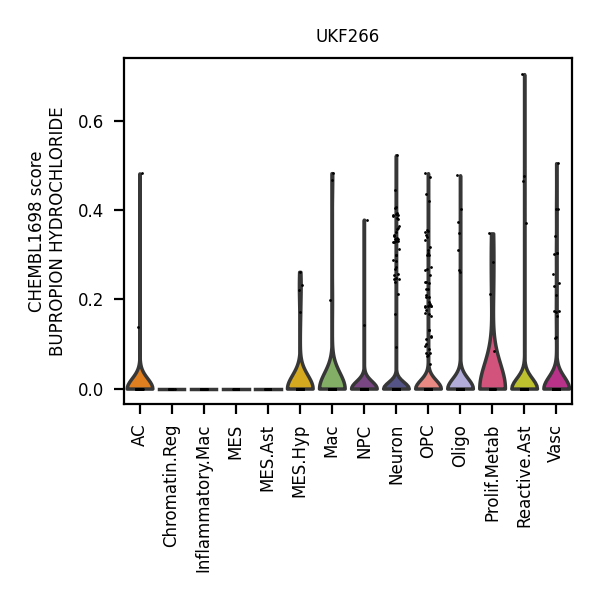 UKF266
CHEMBL1698 score
BUPROPION HYDROCHLORIDE
0.6
0.4
0.2
0.0
AC
Chromatin.Reg
Inflammatory.Mac
MES
MES.Ast
MES.Hyp
Mac
NPC
Neuron
OPC
Oligo
Prolif.Metab
Reactive.Ast
Vasc